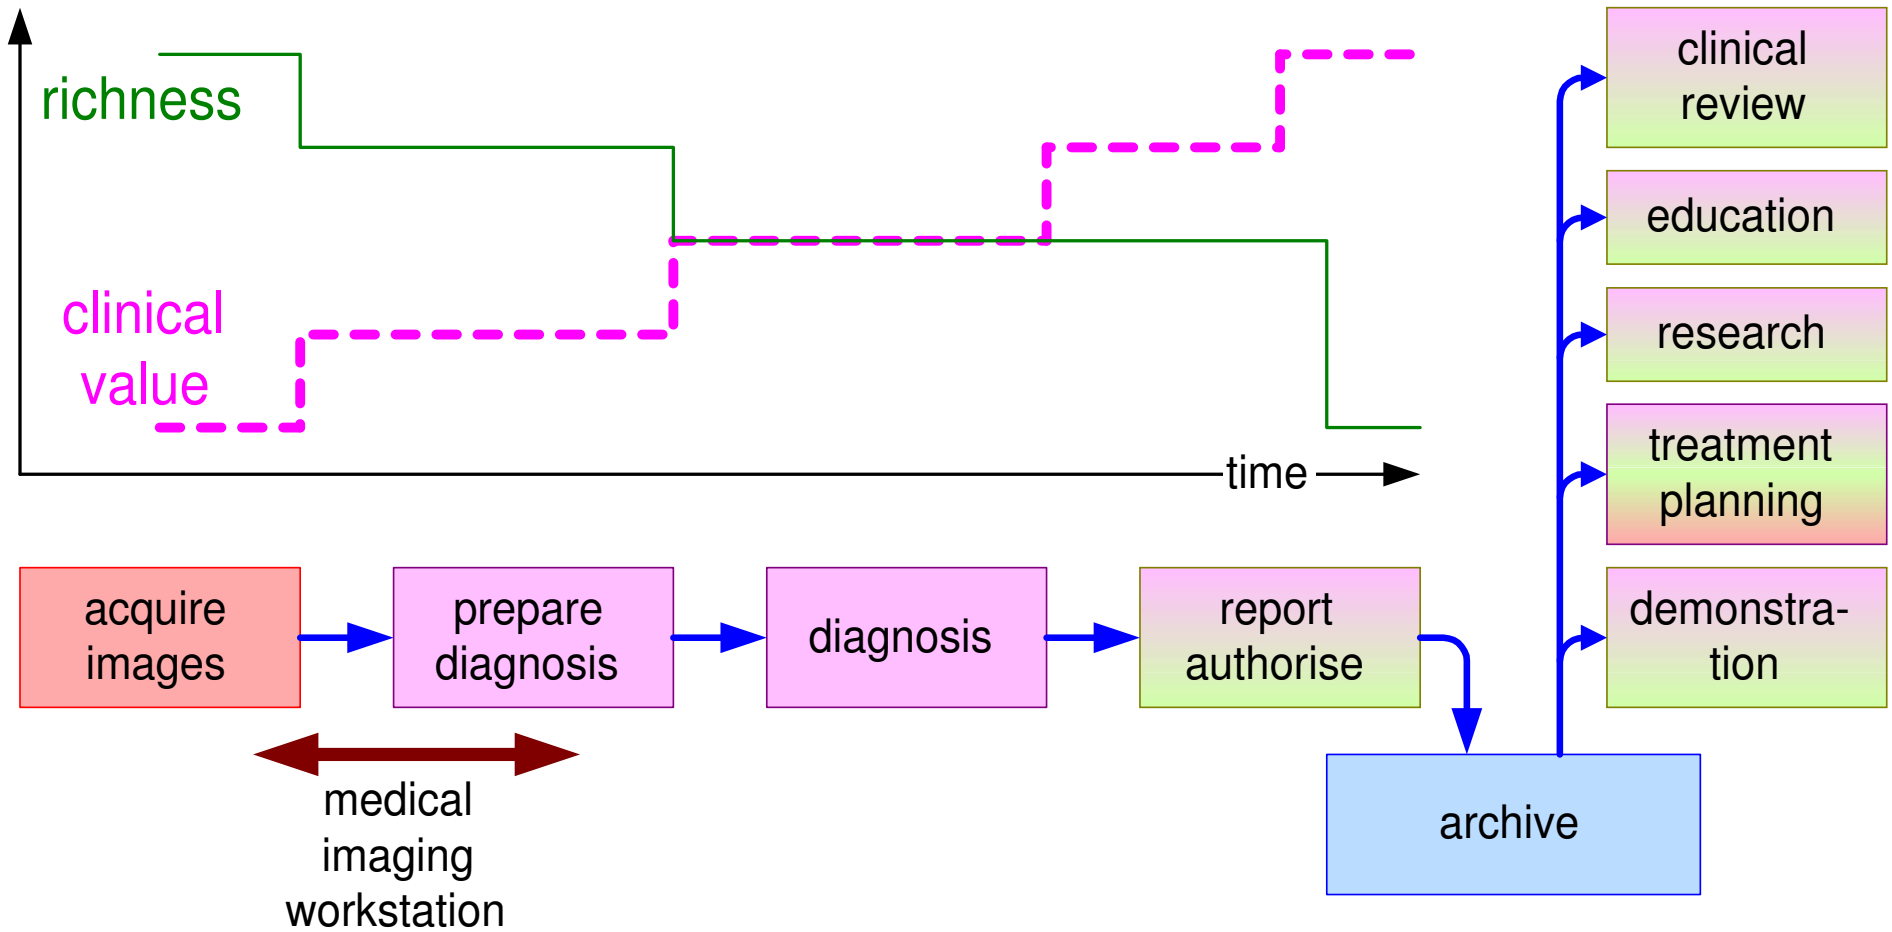 richness
clinical
value
time
acquire
images
prepare
diagnosis
diagnosis
report
authorise
medical
imaging
workstation
archive
clinical
review
education
research
treatment
planning
demonstra-
tion